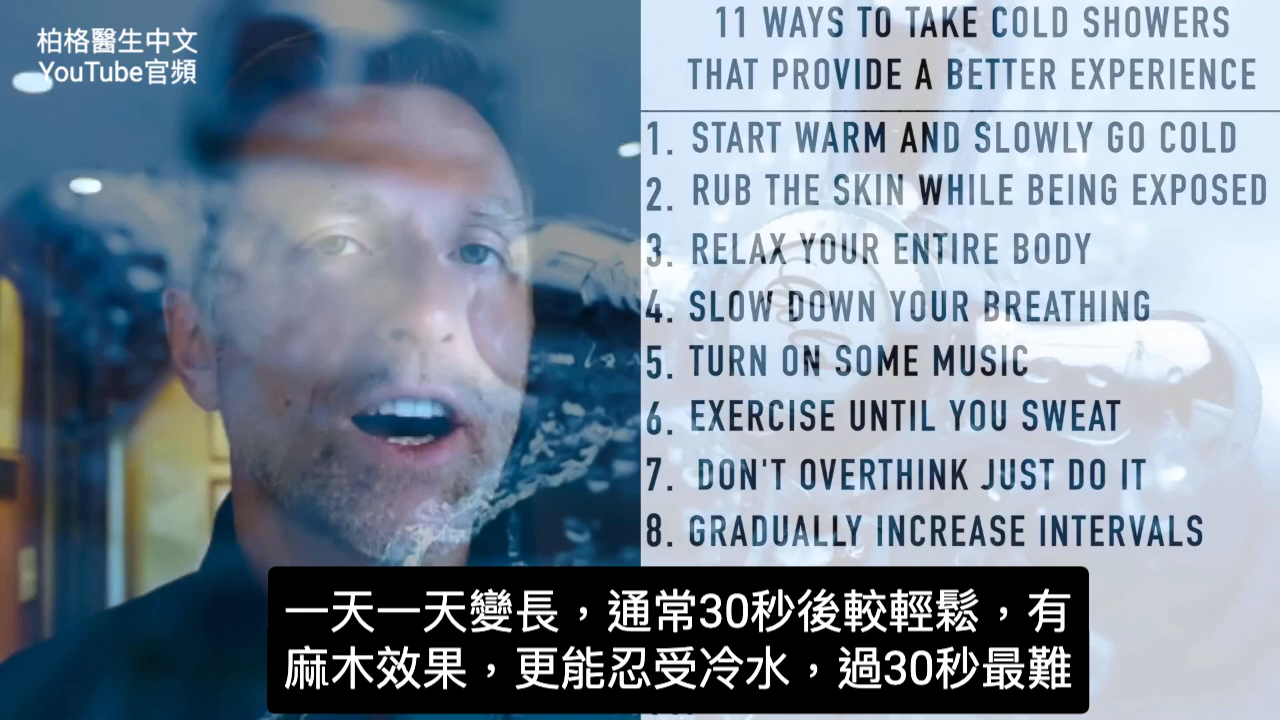 柏格醫生中文
YouTube官頻
11 WAYS TO TAKE COLD SHOWERS
THAT PROVIDE A BETTER EXPERIENCE
1. START WARM AND SLOWLY GO COLD
2. RUB THE SKIN WHILE BEING EXPOSED
3. RELAX YOUR ENTIRE BODY
4. SLOW DOWN YOUR BREATHING
5. TURN ON SOME MUSIC
6. EXERCISE UNTIL YOU SWEAT
7. DON'T OVERTHINK JUST DO IT
8. GRADUALLY INCREASE INTERVALS
一天一天變長，通常30秒後較輕鬆，有
麻木效果，更能忍受冷水，過30秒最難